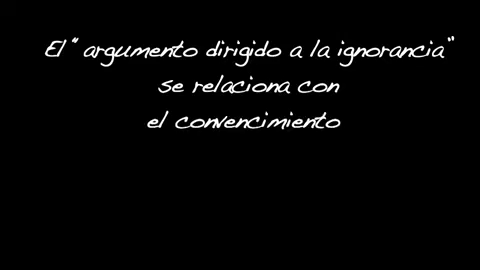 El "argumento dirigido a la ignorancia"
se relaciona con
el convencimiento